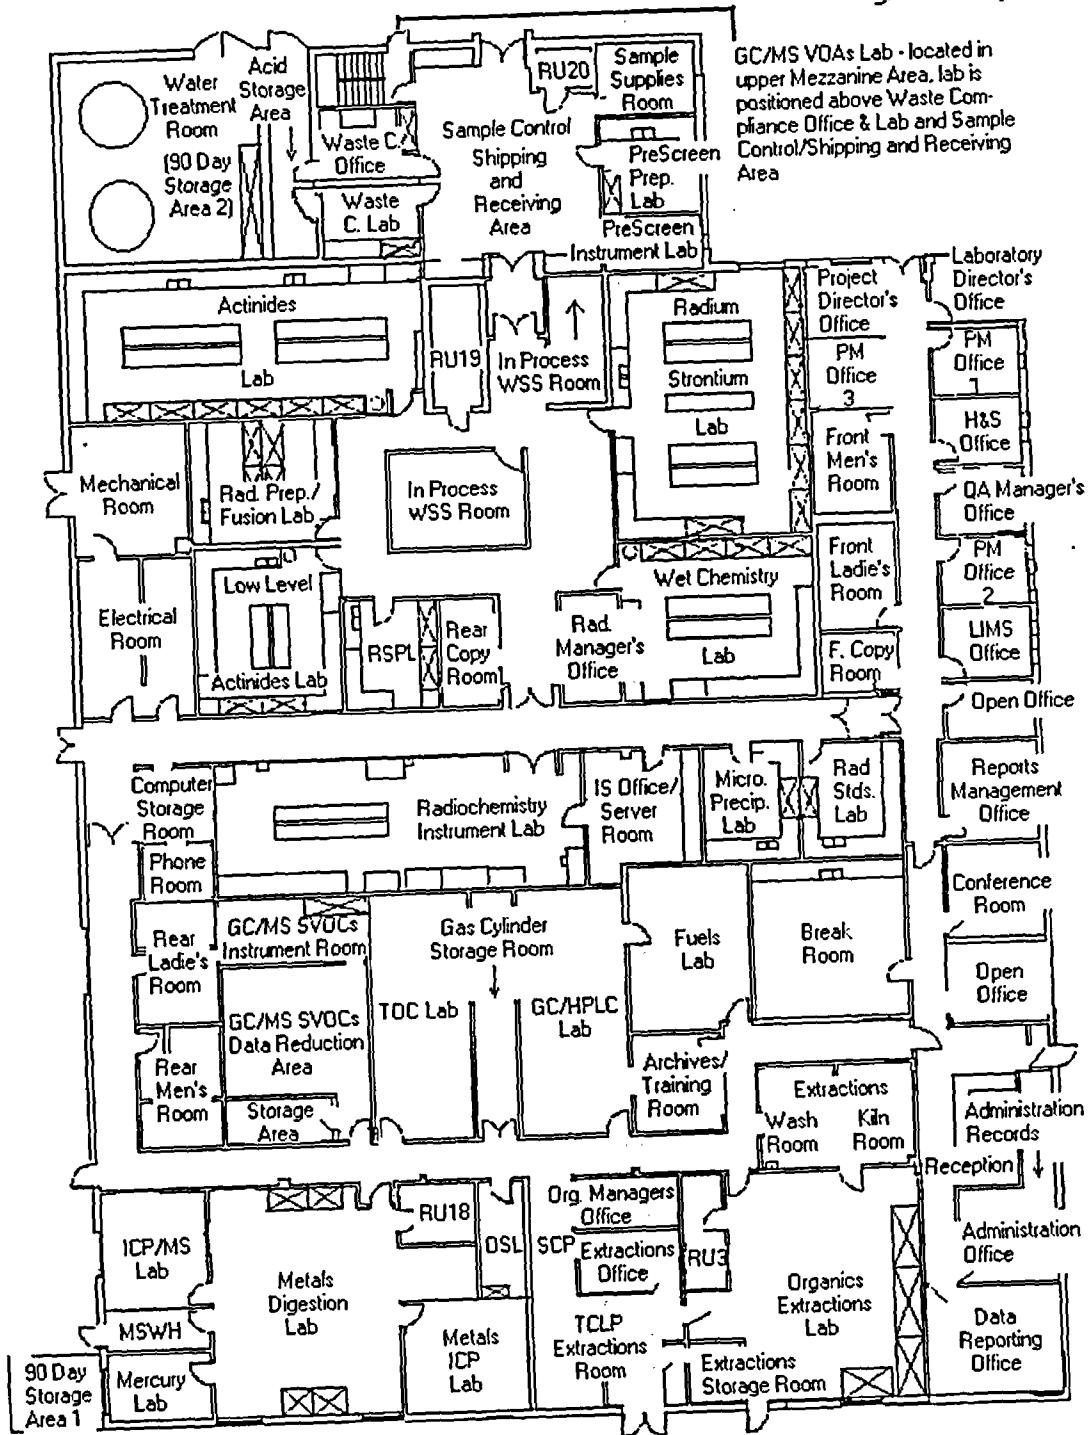 GC/MS VOAs Lab - located in
upper Mezzanine Area, lab is
positioned above Waste Com-
pliance Office & Lab and Sample
Control/Shipping and Receiving
Area
Water
Treatment
Room
(90 Day
Storage
Area 2)
Acid
Storage
Area
Waste C.
Office
Waste
C. Lab
Sample Control
Shipping
and
Receiving
Area
RU20
Sample
Supplies
Room
PreScreen
Prep.
Lab
PreScreen
Instrument Lab
Actinides
Lab
RU19
In Process
WSS Room
Radium
Strontium
Lab
Project
Director's
Office
Laboratory
Director's
Office
PM
Office
3
PM
Office
1
H&S
Office
Front
Men's
Room
QA Manager's
Office
Mechanical
Room
Rad. Prep./
Fusion Lab
In Process
WSS Room
Front
Ladie's
Room
PM
Office
2
Electrical
Room
Low Level
Actinides Lab
RSPL
Rear
Copy
Room
Rad.
Manager's
Office
Wet Chemistry
Lab
F. Copy
Room
LIMS
Office
Open Office
Computer
Storage
Room
Radiochemistry
Instrument Lab
IS Office/
Server
Room
Micro.
Precip.
Lab
Rad
Stds.
Lab
Reports
Management
Office
Phone
Room
Conference
Room
Rear
Ladie's
Room
GC/MS SVOCs
Instrument Room
Gas Cylinder
Storage Room
Fuels
Lab
Break
Room
Open
Office
GC/MS SVOCs
Data Reduction
Area
TOC Lab
GC/HPLC
Lab
Rear
Men's
Room
Storage
Area
Archives/
Training
Room
Extractions
Wash
Room
Kiln
Room
Administration
Records
Reception
ICP/MS
Lab
Metals
Digestion
Lab
RU18
OSL
SCP
Org. Managers
Office
Extractions
Office
RU3
Organics
Extractions
Lab
Administration
Office
MSWH
Mercury
Lab
90 Day
Storage
Area 1
Metals
ICP
Lab
TCLP
Extractions
Room
Extractions
Storage Room
Data
Reporting
Office